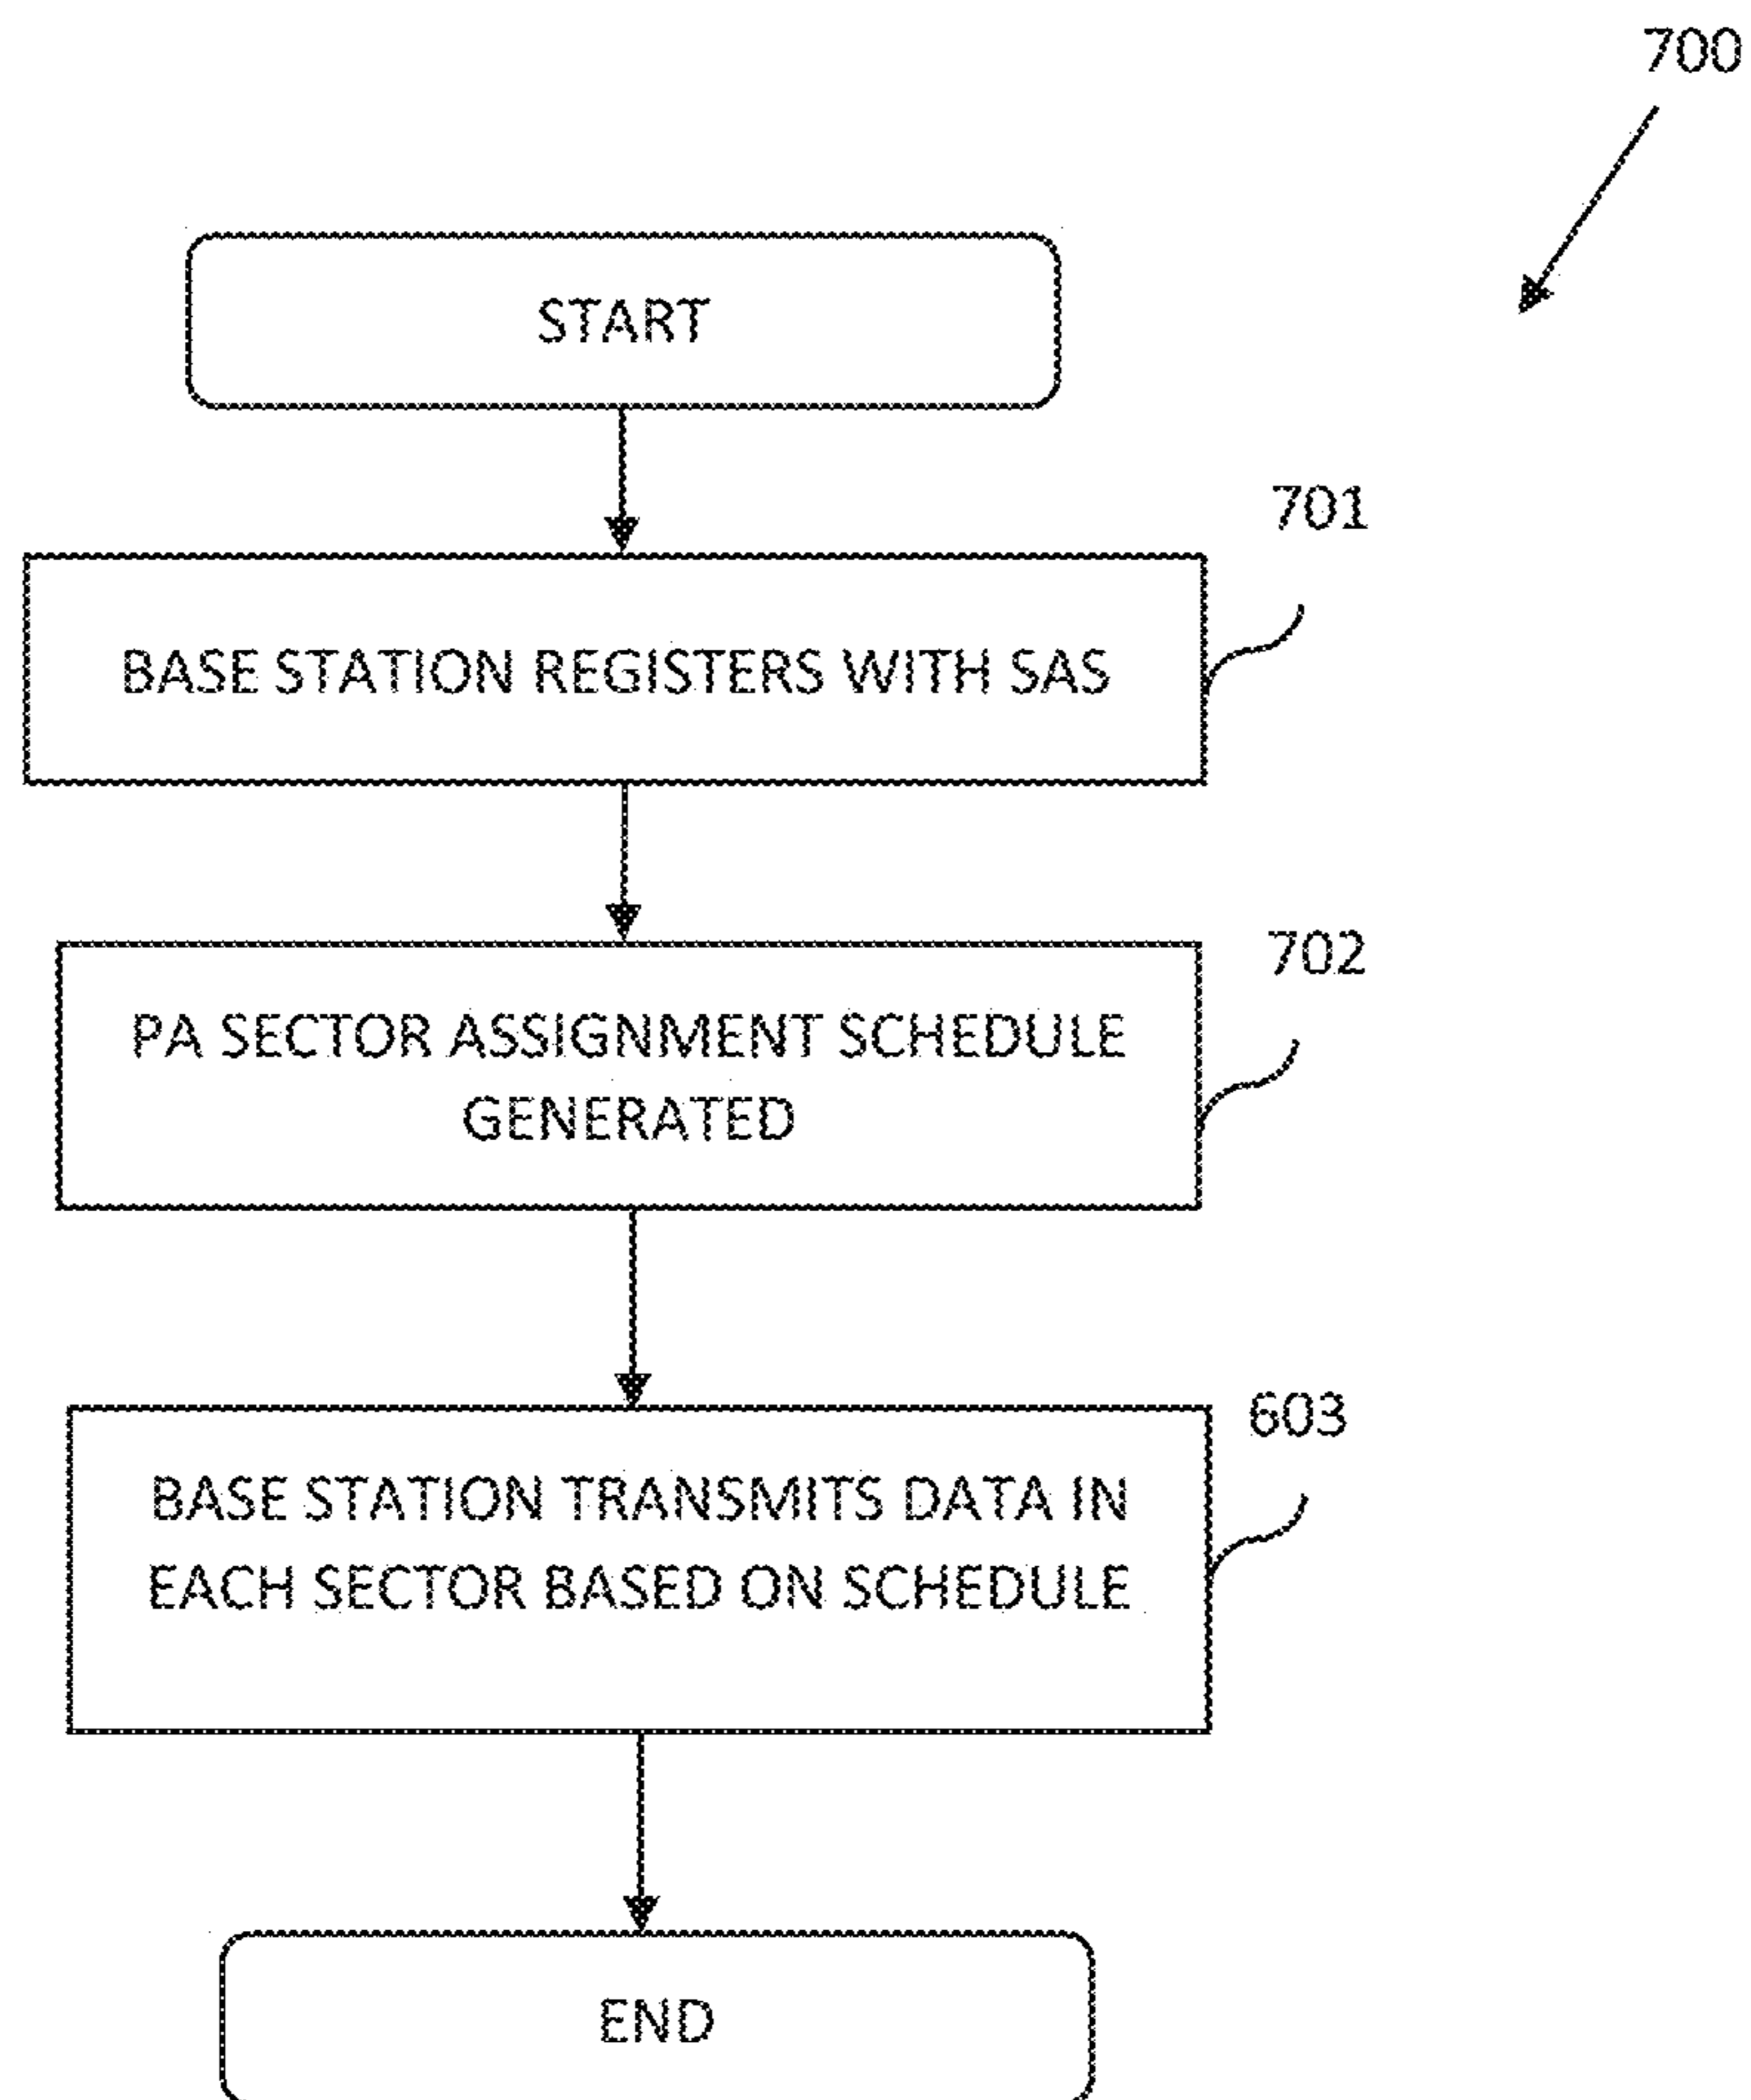 700
START
701
BASE STATION REGISTERS WITH SAS
702
PA SECTOR ASSIGNMENT SCHEDULE
GENERATED
603
BASE STATION TRANSMITS DATA IN
EACH SECTOR BASED ON SCHEDULE
END